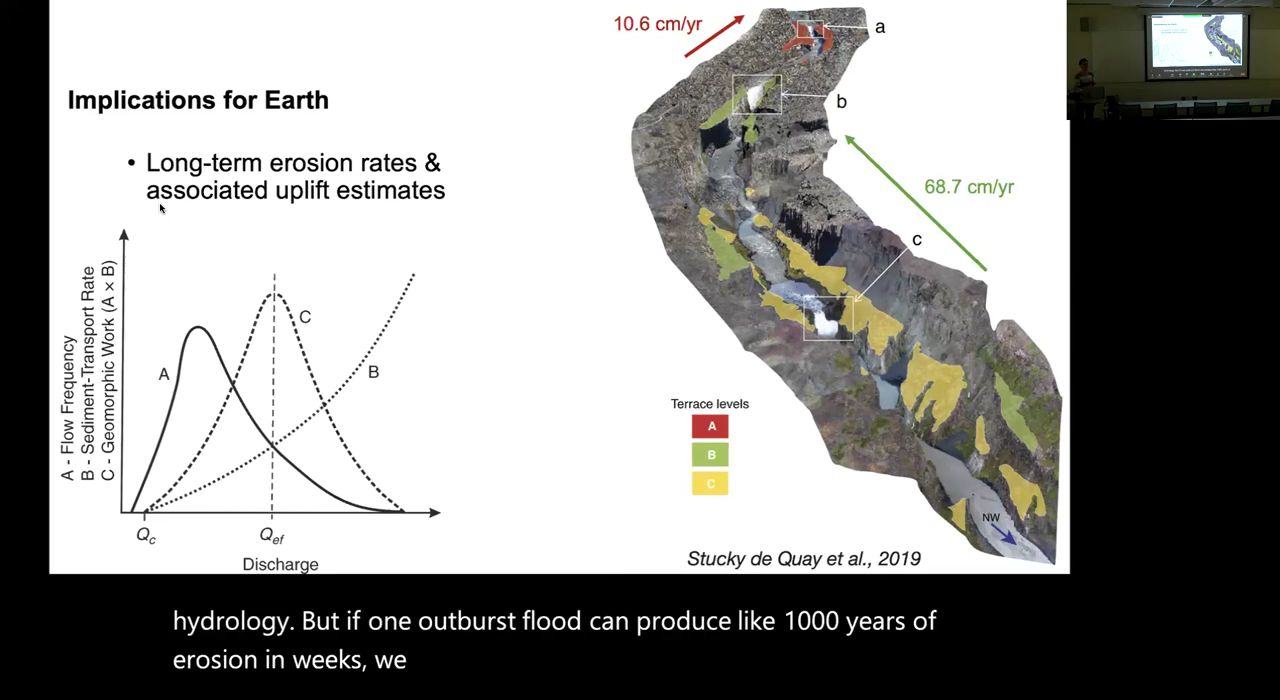 Implications for Earth
• Long-term erosion rates &
associated uplift estimates
A - Flow Frequency
B - Sediment-Transport Rate
C - Geomorphic Work (A × B)
A
C
B
Qc
Qef
Discharge
10.6 cm/yr
a
b
68.7 cm/yr
c
Terrace levels
A
B
C
NW
Stucky de Quay et al., 2019
hydrology. But if one outburst flood can produce like 1000 years of
erosion in weeks, we